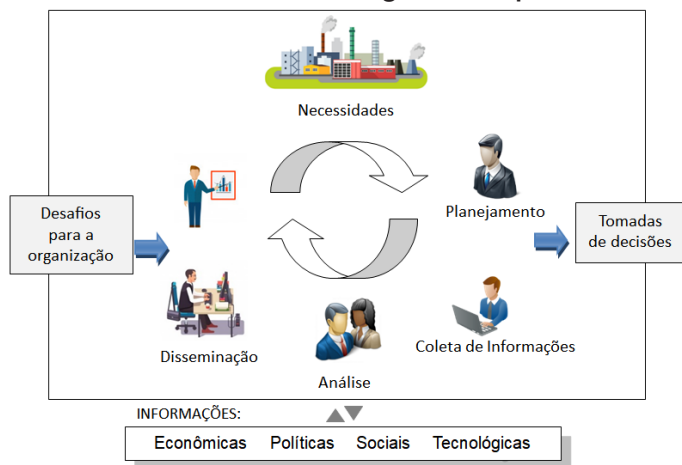 Necessidades
Desafios
para a
organização
Planejamento
Tomadas
de decisões
Disseminação
Análise
Coleta de Informações
INFORMAÇÕES:
Econômicas Políticas Sociais Tecnológicas